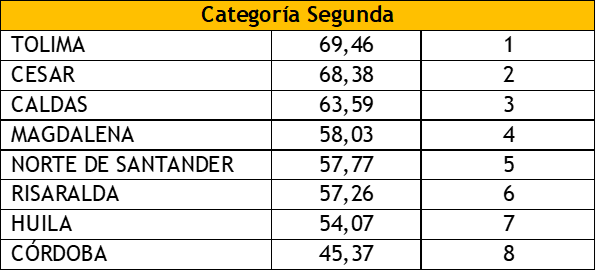 Categoría Segunda
TOLIMA 69,46 1
CESAR 68,38 2
CALDAS 63,59 3
MAGDALENA 58,03 4
NORTE DE SANTANDER 57,77 5
RISARALDA 57,26 6
HUILA 54,07 7
CÓRDOBA 45,37 8